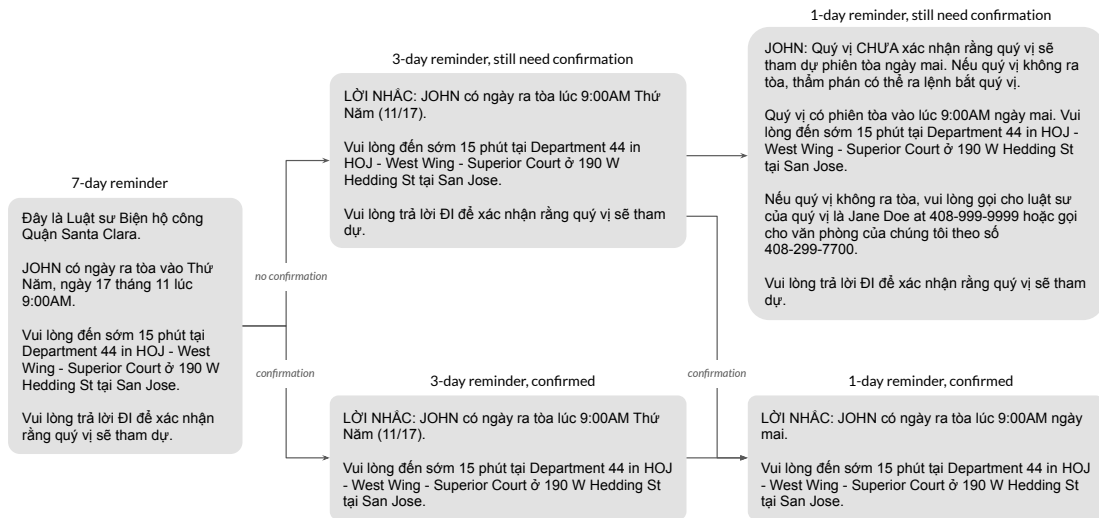 7-day reminder
Đây là Luật sư Biện hộ công
Quận Santa Clara.
JOHN có ngày ra tòa vào Thứ
Năm, ngày 17 tháng 11 lúc
9:00AM.
Vui lòng đến sớm 15 phút tại
Department 44 in HOJ - West
Wing - Superior Court ở 190 W
Hedding St tại San Jose.
Vui lòng trả lời ĐI để xác nhận
rằng quý vị sẽ tham dự.
no confirmation
confirmation
3-day reminder, still need confirmation
LỜI NHẮC: JOHN có ngày ra tòa lúc 9:00AM Thứ
Năm (11/17).
Vui lòng đến sớm 15 phút tại Department 44 in
HOJ - West Wing - Superior Court ở 190 W
Hedding St tại San Jose.
Vui lòng trả lời ĐI để xác nhận rằng quý vị sẽ tham
dự.
3-day reminder, confirmed
LỜI NHẮC: JOHN có ngày ra tòa lúc 9:00AM Thứ
Năm (11/17).
Vui lòng đến sớm 15 phút tại Department 44 in HOJ
- West Wing - Superior Court ở 190 W Hedding St
tại San Jose.
confirmation
1-day reminder, still need confirmation
JOHN: Quý vị CHƯA xác nhận rằng quý vị sẽ
tham dự phiên tòa ngày mai. Nếu quý vị không ra
tòa, thẩm phán có thể ra lệnh bắt quý vị.
Quý vị có phiên tòa vào lúc 9:00AM ngày mai. Vui
lòng đến sớm 15 phút tại Department 44 in HOJ -
West Wing - Superior Court ở 190 W Hedding St
tại San Jose.
Nếu quý vị không ra tòa, vui lòng gọi cho luật sư
của quý vị là Jane Doe at 408-999-9999 hoặc gọi
cho văn phòng của chúng tôi theo số
408-299-7700.
Vui lòng trả lời ĐI để xác nhận rằng quý vị sẽ tham
dự.
1-day reminder, confirmed
LỜI NHẮC: JOHN có ngày ra tòa lúc 9:00AM ngày
mai.
Vui lòng đến sớm 15 phút tại Department 44 in HOJ
- West Wing - Superior Court ở 190 W Hedding St
tại San Jose.